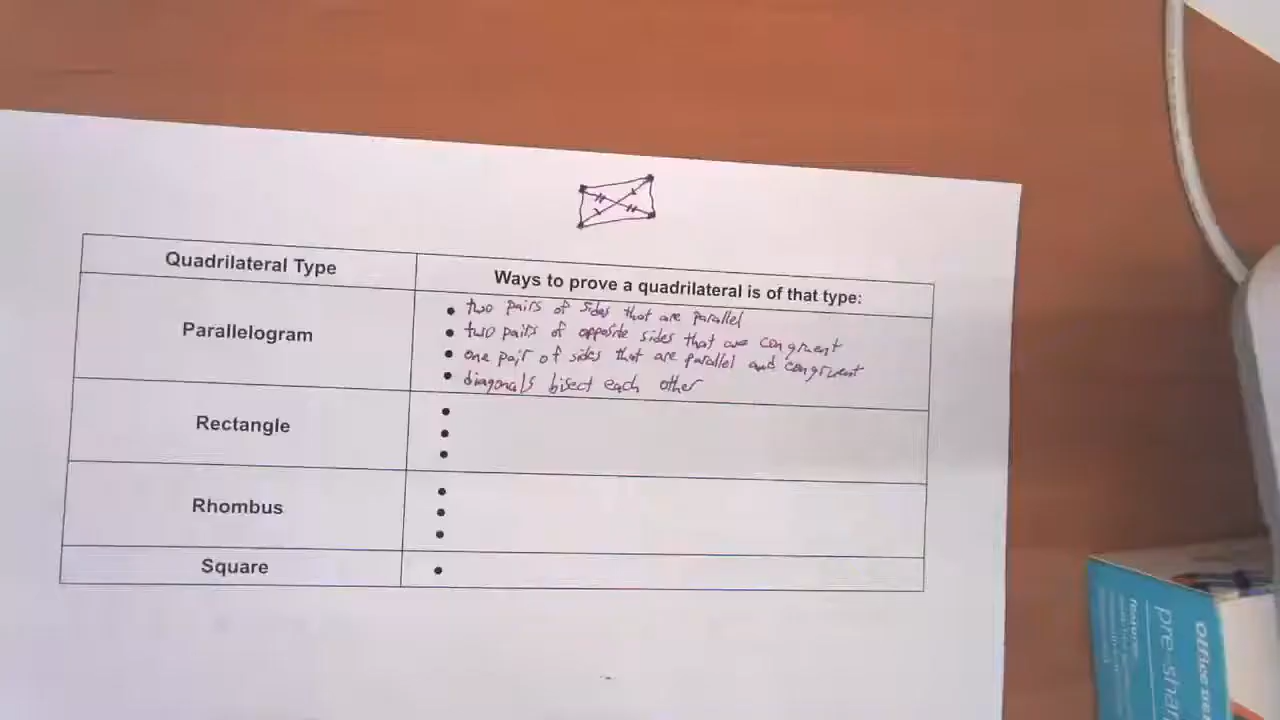 Quadrilateral Type
Ways to prove a quadrilateral is of that type:
Parallelogram
• two pairs of sides that are parallel
• two pairs of opposite sides that are congruent
• one pair of sides that are parallel and congruent
• diagonals bisect each other
Rectangle
•
•
•
Rhombus
•
•
•
Square
•
pre-shar